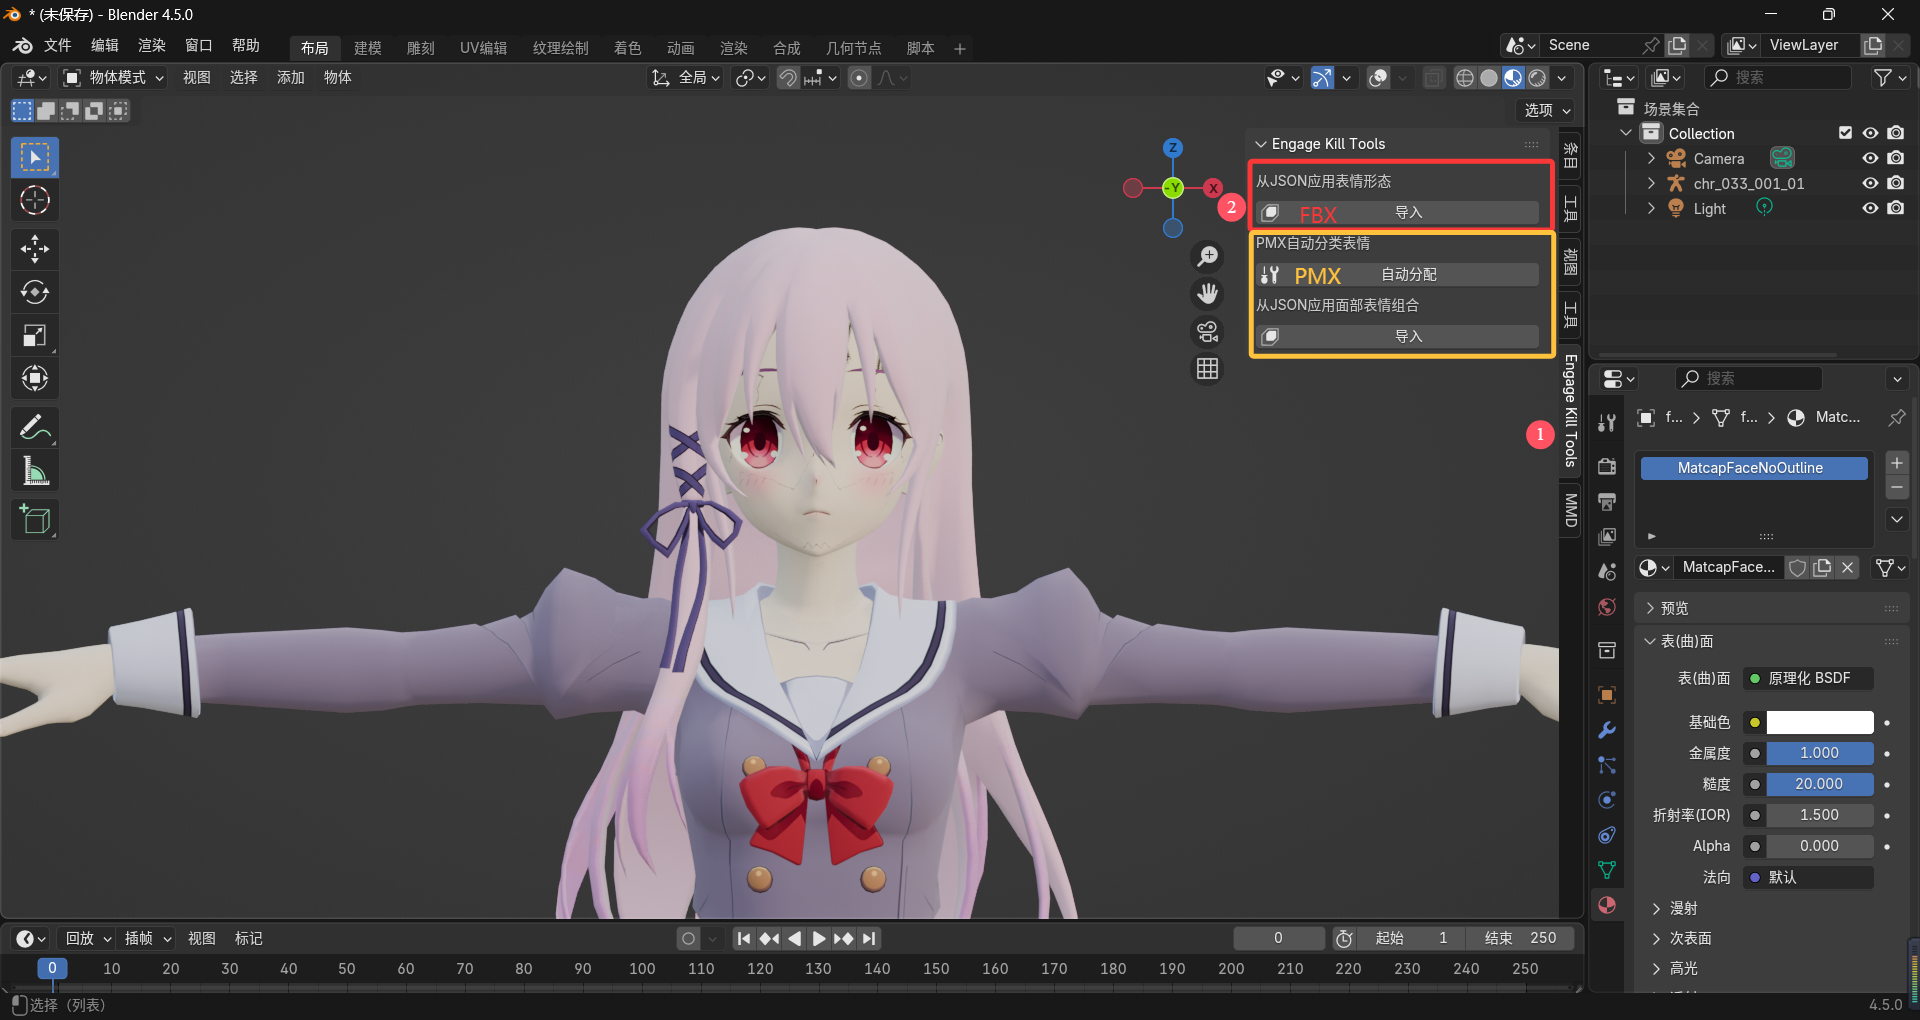 * (未保存) - Blender 4.5.0
文件 编辑 渲染 窗口 帮助 布局 建模 雕刻 UV编辑 纹理绘制 着色 动画 渲染 合成 几何节点 脚本 + Scene ViewLayer
物体模式 视图 选择 添加 物体 全局 搜索
选项
场景集合
Collection
Camera
chr_033_001_01
Light
Z
X
-Y
Engage Kill Tools
从JSON应用表情形态
2 FBX 导入
PMX自动分类表情
PMX 自动分配
从JSON应用面部表情组合
导入
条目
工具
视图
工具
Engage Kill Tools
1
MMD
搜索
f... f... Matc...
MatcapFaceNoOutline
MatcapFace...
预览
表(曲)面
表(曲)面 原理化 BSDF
基础色
金属度 1.000
糙度 20.000
折射率(IOR) 1.500
Alpha 0.000
法向 默认
漫射
次表面
高光
回放 插帧 视图 标记 0 起始 1 结束 250
0 10 20 30 40 50 60 70 80 90 100 110 120 130 140 150 160 170 180 190 200 210 220 230 240 250
选择 (列表)
4.5.0